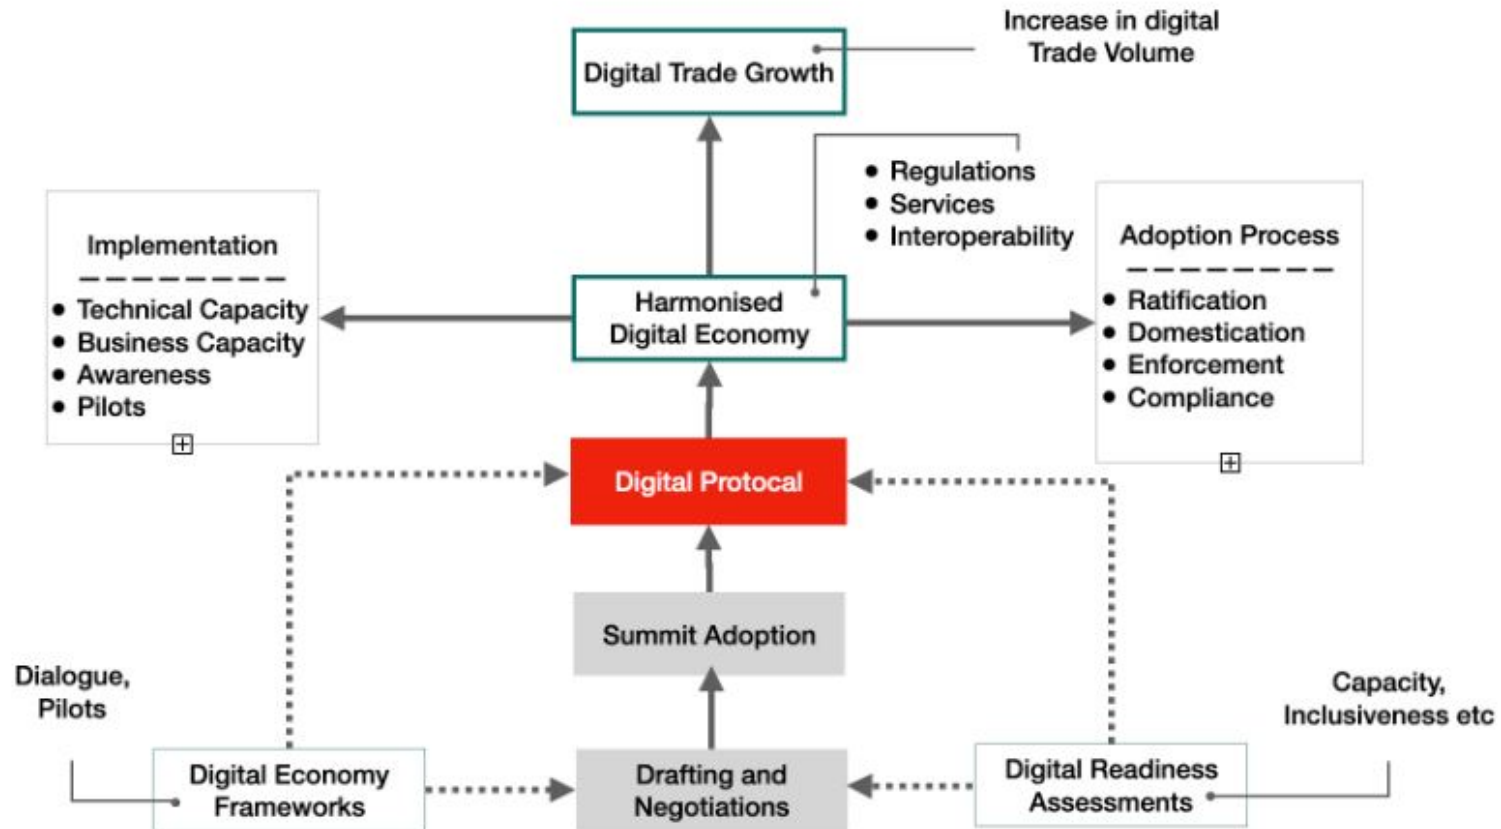 Increase in digital
Trade Volume
Digital Trade Growth
• Regulations
• Services
• Interoperability
Implementation
• Technical Capacity
• Business Capacity
• Awareness
• Pilots
Harmonised
Digital Economy
Adoption Process
• Ratification
• Domestication
• Enforcement
• Compliance
Digital Protocal
Summit Adoption
Dialogue,
Pilots
Capacity,
Inclusiveness etc
Digital Economy
Frameworks
Drafting and
Negotiations
Digital Readiness
Assessments